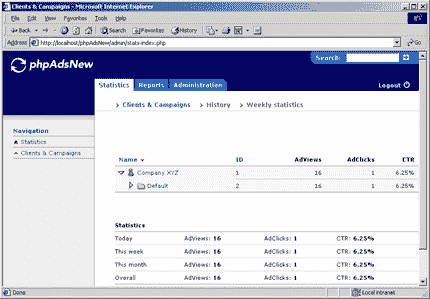 Clients & Campaigns - Microsoft Internet Explorer
File Edit View Favorites Tools Help
Back Search Favorites History
Address http://localhost/phpAdsNew/admin/stats-index.php Go
phpAdsNew
Search:
Statistics Reports Administration Logout
Clients & Campaigns History Weekly statistics
Navigation
Statistics
Clients & Campaigns
Name ID AdViews AdClicks CTR
Company XYZ 1 16 1 6.25%
Default 2 16 1 6.25%
Statistics
Today AdViews: 16 AdClicks: 1 CTR: 6.25%
This week AdViews: 16 AdClicks: 1 CTR: 6.25%
This month AdViews: 16 AdClicks: 1 CTR: 6.25%
Overall AdViews: 16 AdClicks: 1 CTR: 6.25%
Done Local intranet